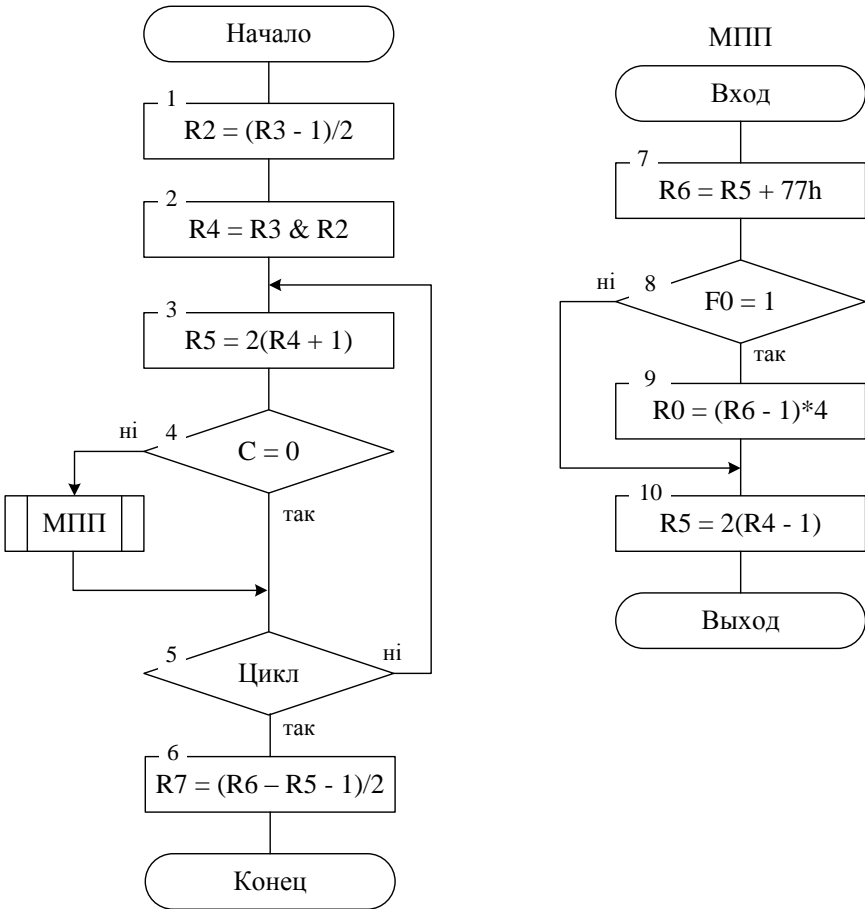 Начало
1
R2 = (R3 - 1)/2
2
R4 = R3 & R2
3
R5 = 2(R4 + 1)
ні
4
C = 0
МПП
так
5
Цикл
ні
так
6
R7 = (R6 – R5 - 1)/2
Конец
МПП
Вход
7
R6 = R5 + 77h
ні
8
F0 = 1
так
9
R0 = (R6 - 1)*4
10
R5 = 2(R4 - 1)
Выход